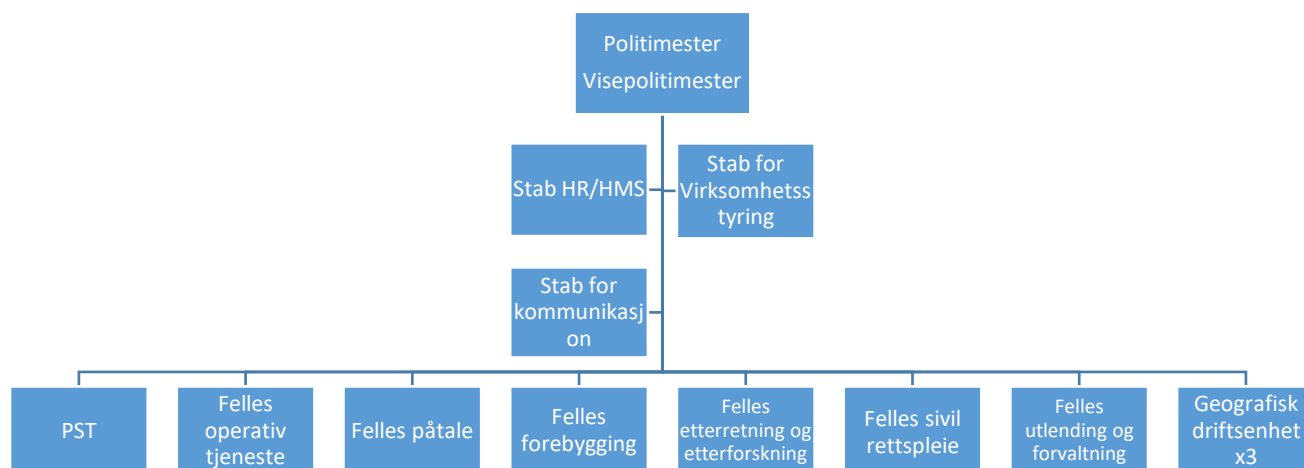 Politimester
Visepolitimester
Stab HR/HMS
Stab for
Virksomhetss
tyring
Stab for
kommunikasj
on
PST
Felles
operativ
tjeneste
Felles påtale
Felles
forebygging
Felles
etterretning og
etterforskning
Felles sivil
rettspleie
Felles
utlending og
forvaltning
Geografisk
driftsenhet
x3